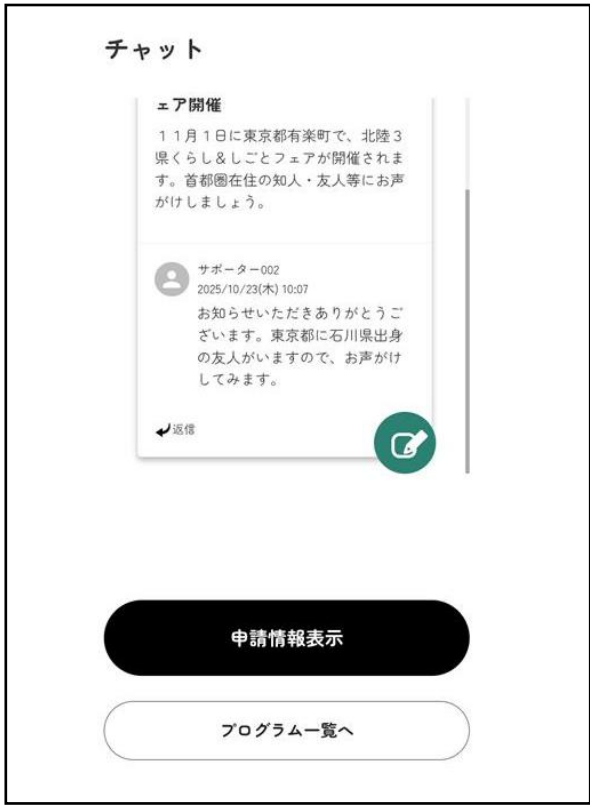 チャット
ェア開催
１１月１日に東京都有楽町で、北陸３
県くらし＆しごとフェアが開催されま
す。首都圏在住の知人・友人等にお声
がけしましょう。
サポーター002
2025/10/23(木) 10:07
お知らせいただきありがとうご
ざいます。東京都に石川県出身
の友人がいますので、お声がけ
してみます。
返信
申請情報表示
プログラム一覧へ